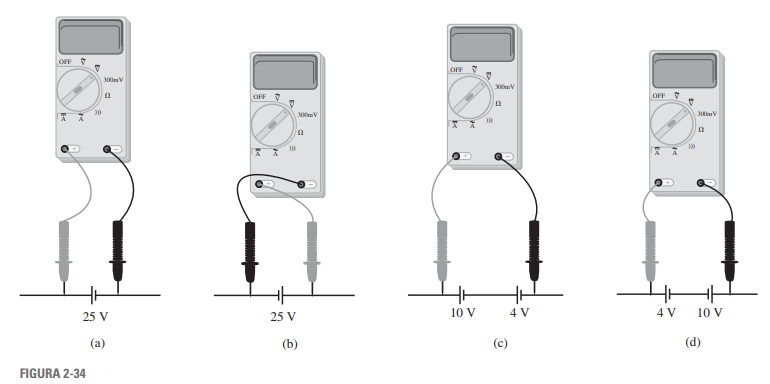 OFF Ṽ
V
300mV
Ω
)))
A Ã
+ −
25 V
(a)
OFF Ṽ
V
300mV
Ω
)))
A Ã
+ −
25 V
(b)
OFF Ṽ
V
300mV
Ω
)))
A Ã
+ −
10 V 4 V
(c)
OFF Ṽ
V
300mV
Ω
)))
A Ã
+ −
4 V 10 V
(d)
FIGURA 2-34